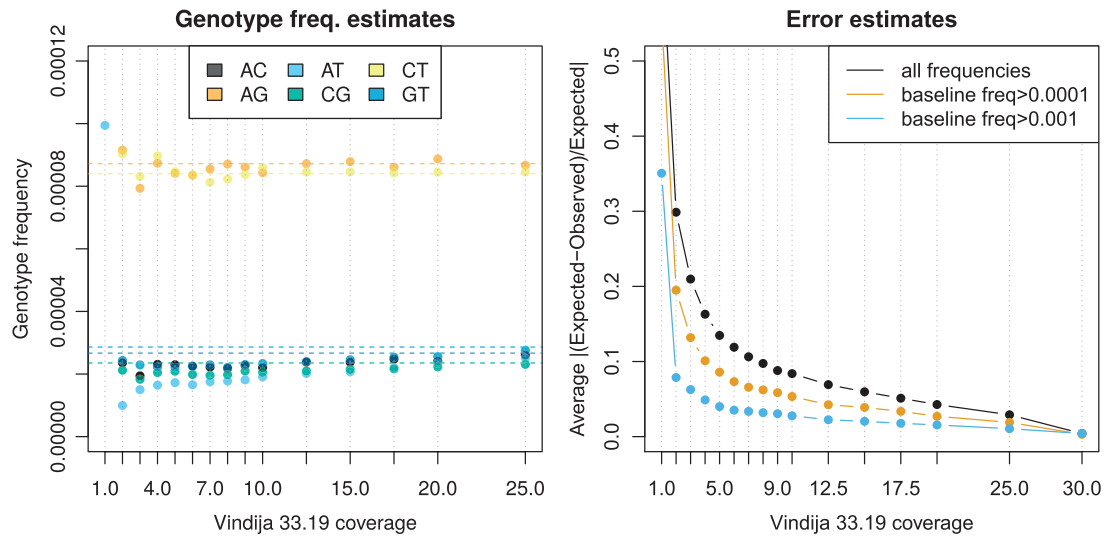 Genotype freq. estimates
Genotype frequency
0.00012
0.00008
0.00004
0.00000
AC AT CT
AG CG GT
1.0 4.0 7.0 10.0 15.0 20.0 25.0
Vindija 33.19 coverage
Error estimates
Average |(Expected−Observed)/Expected|
0.5
0.4
0.3
0.2
0.1
0.0
all frequencies
baseline freq>0.0001
baseline freq>0.001
1.0 5.0 9.0 12.5 17.5 25.0 30.0
Vindija 33.19 coverage